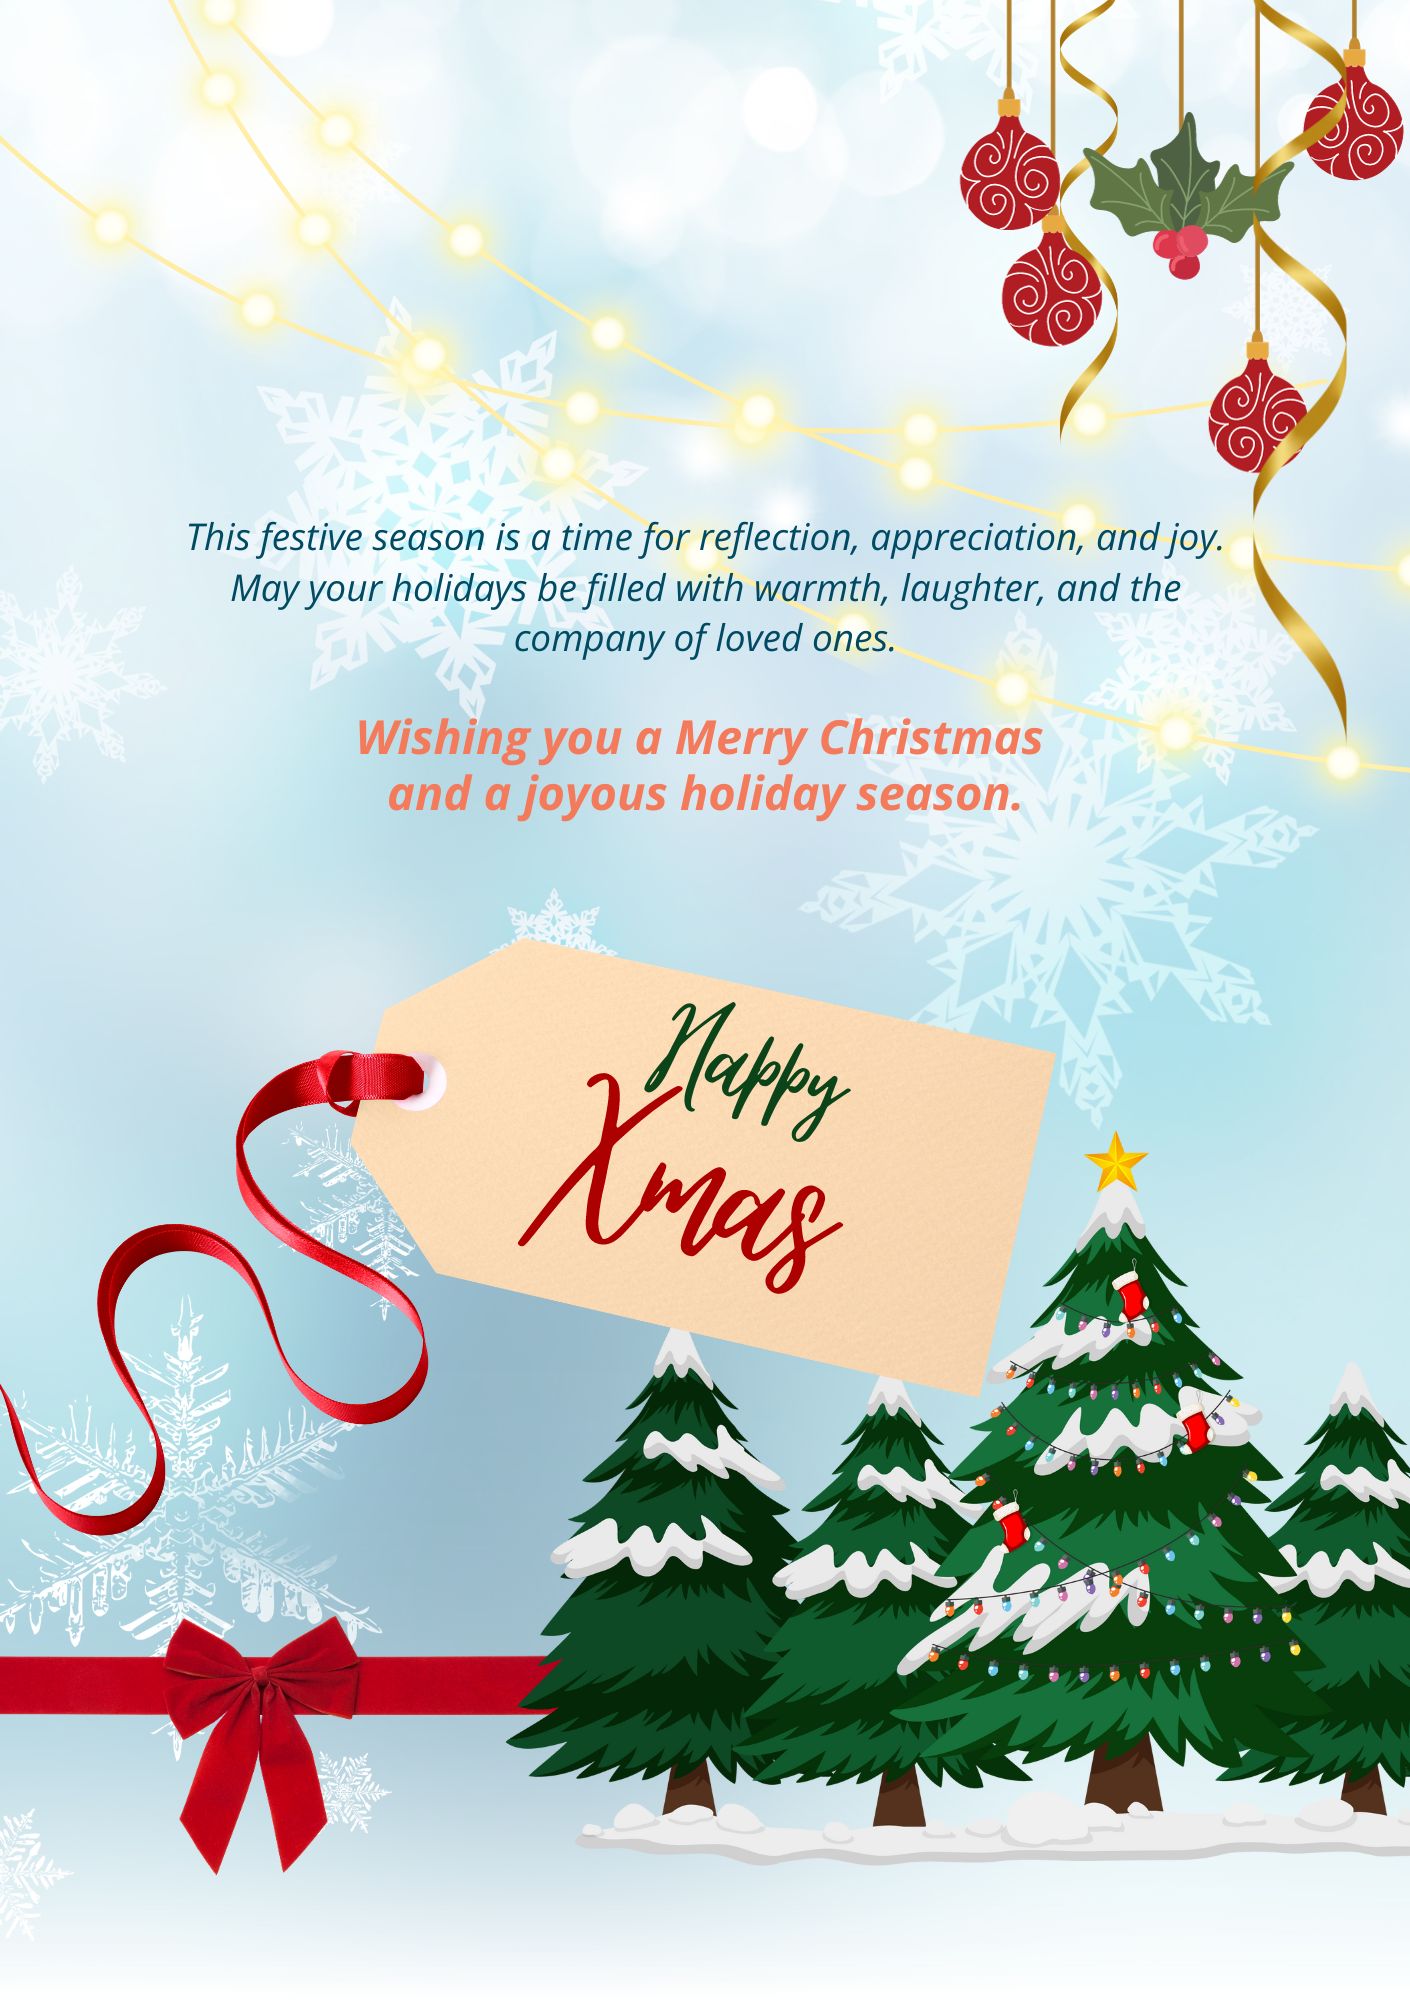 This festive season is a time for reflection, appreciation, and joy.
May your holidays be filled with warmth, laughter, and the
company of loved ones.
Wishing you a Merry Christmas
and a joyous holiday season.
Happy
Xmas